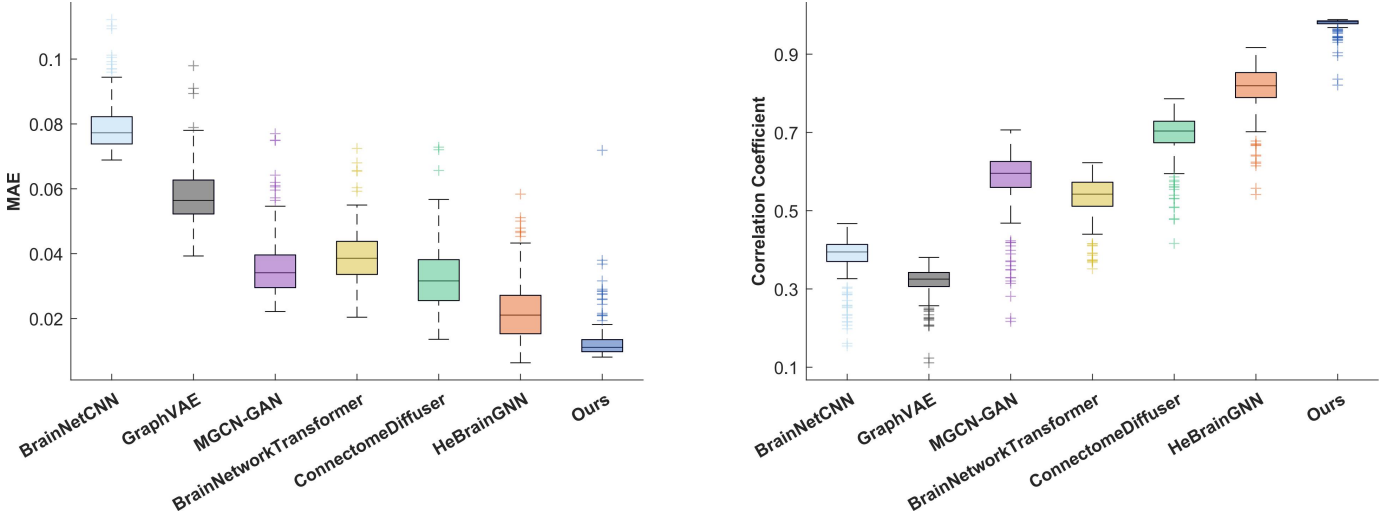 MAE
0.1
0.08
0.06
0.04
0.02
BrainNetCNN
GraphVAE
MGCN-GAN
BrainNetworkTransformer
ConnectomeDiffuser
HeBrainGNN
Ours
Correlation Coefficient
0.9
0.7
0.5
0.3
0.1
BrainNetCNN
GraphVAE
MGCN-GAN
BrainNetworkTransformer
ConnectomeDiffuser
HeBrainGNN
Ours